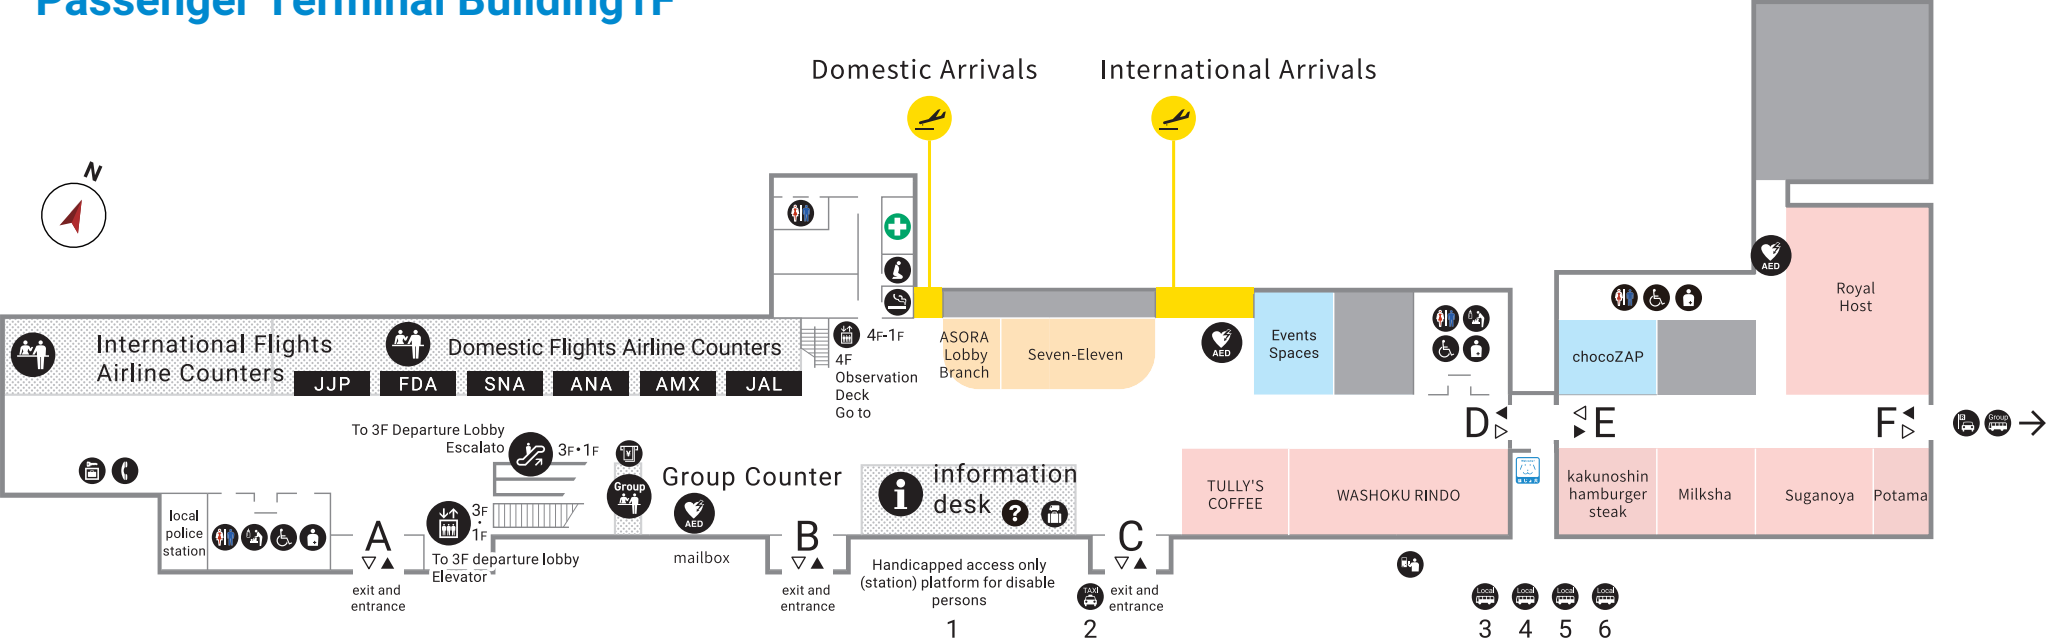 Passenger Terminal Building1F
Domestic Arrivals
International Arrivals
N
International Flights
Airline Counters
Domestic Flights Airline Counters
JJP
FDA
SNA
ANA
AMX
JAL
4F-1F
4F
Observation
Deck
Go to
ASORA
Lobby
Branch
Seven-Eleven
AED
Events
Spaces
chocoZAP
AED
Royal
Host
To 3F Departure Lobby
Escalato
3F・1F
Group
Group Counter
AED
mailbox
information
desk
?
TULLY'S
COFFEE
WASHOKU RINDO
D
E
F
Group
kakunoshin
hamburger
steak
Milksha
Suganoya
Potama
local
police
station
A
exit and
entrance
3F
・
1F
To 3F departure lobby
Elevator
B
exit and
entrance
Handicapped access only
(station) platform for disable
persons
1
TAXI
2
C
exit and
entrance
Local
3
Local
4
Local
5
Local
6